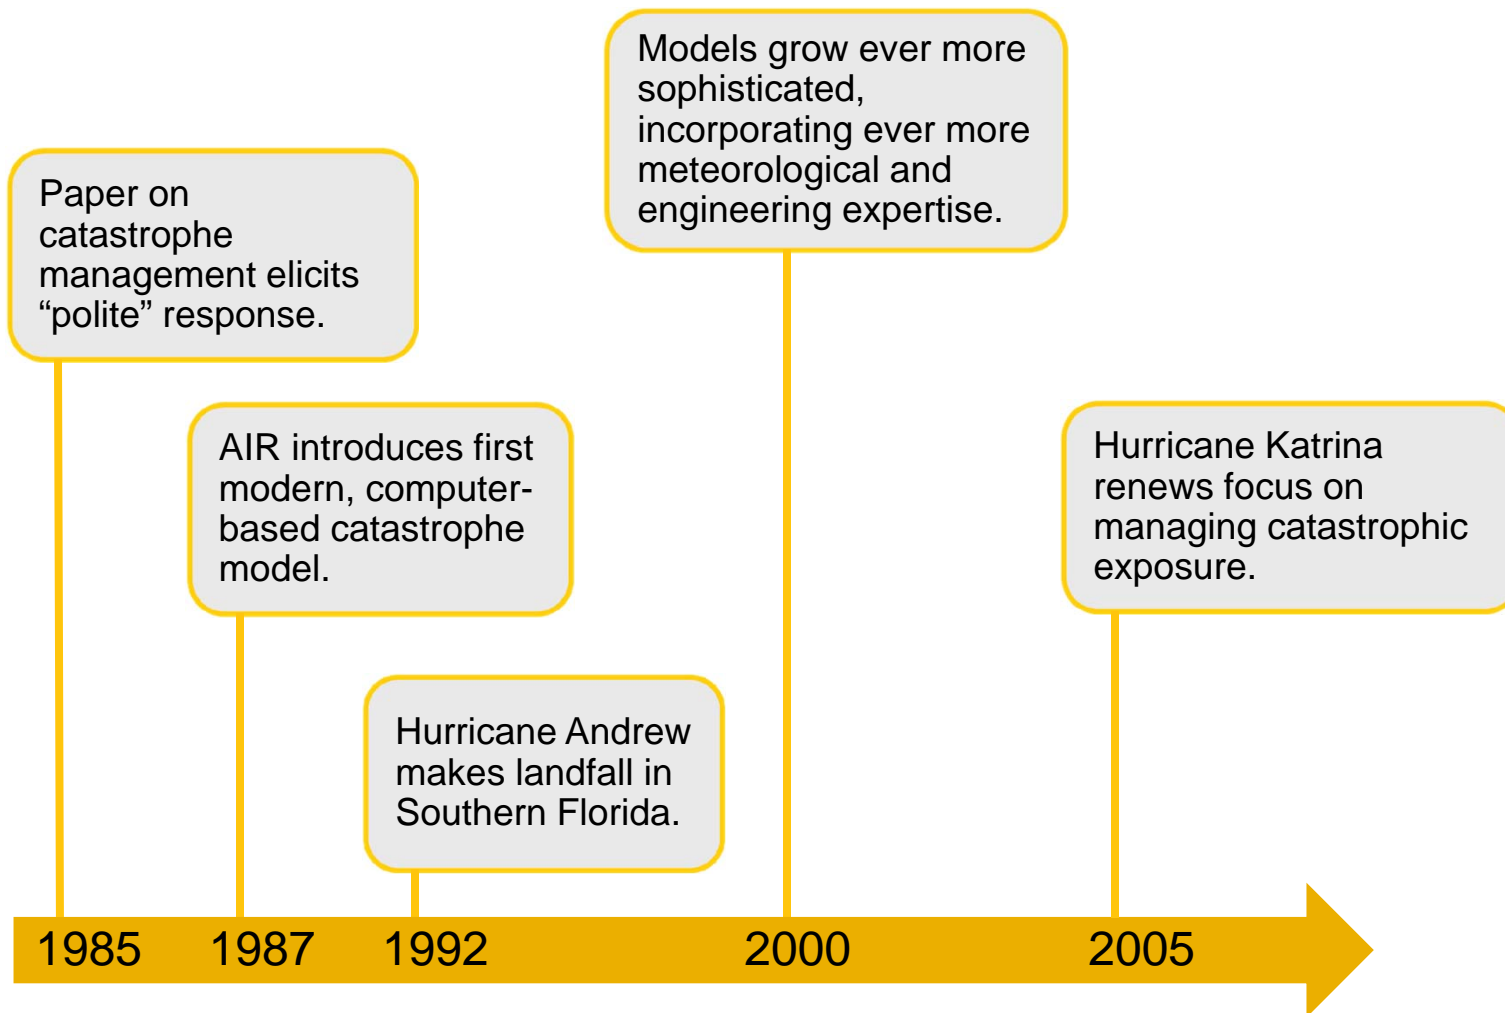 Paper on
catastrophe
management elicits
“polite” response.
AIR introduces first
modern, computer-
based catastrophe
model.
Hurricane Andrew
makes landfall in
Southern Florida.
Models grow ever more
sophisticated,
incorporating ever more
meteorological and
engineering expertise.
Hurricane Katrina
renews focus on
managing catastrophic
exposure.
1985 1987 1992 2000 2005